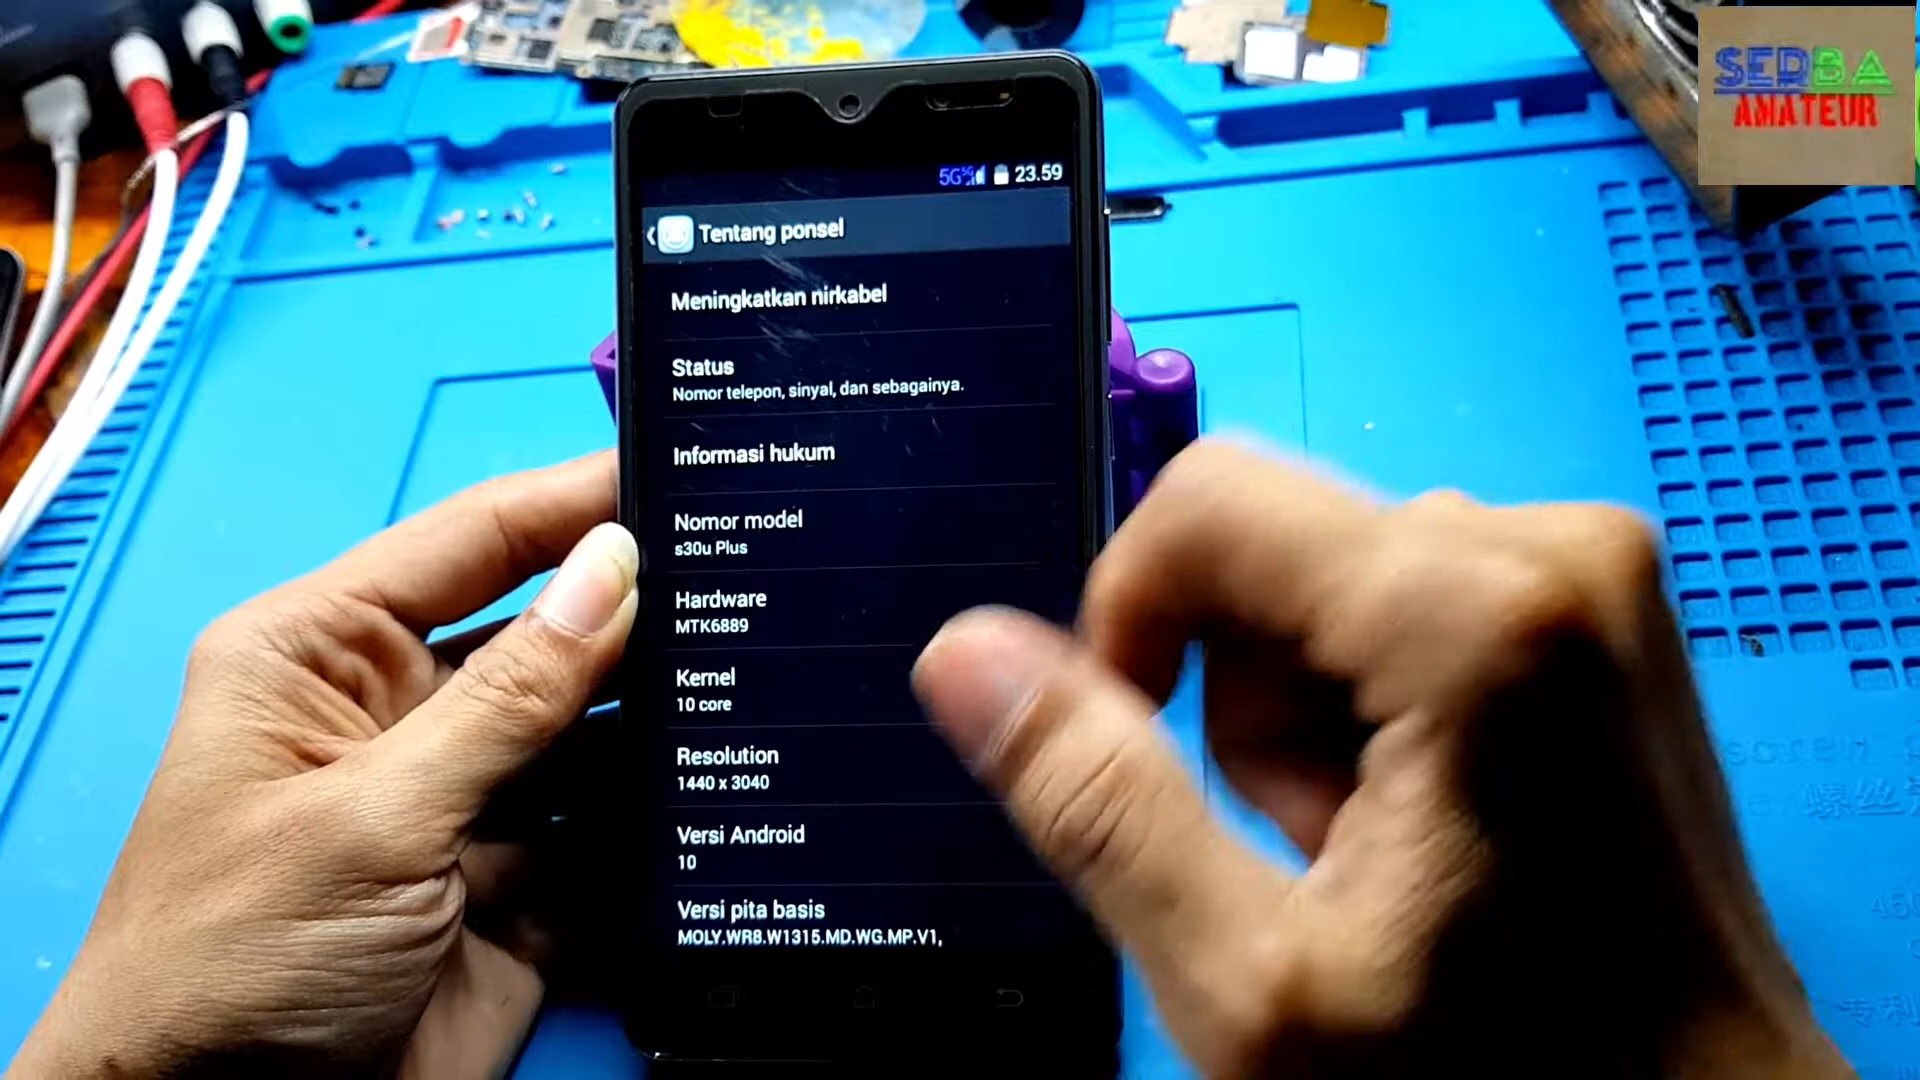 SERBA
AMATEUR
5G 5G 23.59
Tentang ponsel
Meningkatkan nirkabel
Status
Nomor telepon, sinyal, dan sebagainya.
Informasi hukum
Nomor model
s30u Plus
Hardware
MTK6889
Kernel
10 core
Resolution
1440 x 3040
Versi Android
10
Versi pita basis
MOLY.WR8.W1315.MD.WG.MP.V1,